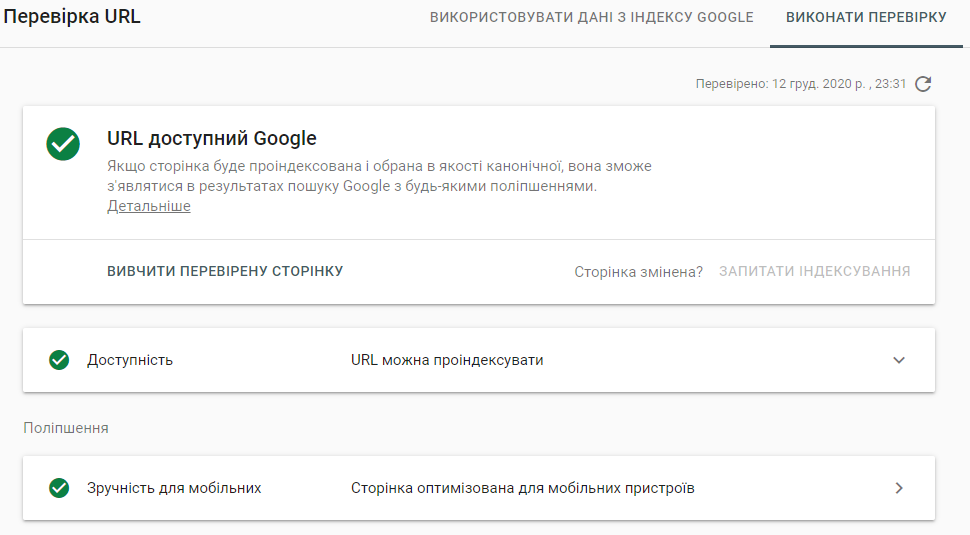 Перевірка URL
ВИКОРИСТОВУВАТИ ДАНІ З ІНДЕКСУ GOOGLE
ВИКОНАТИ ПЕРЕВІРКУ
Перевірено: 12 груд. 2020 р. , 23:31
URL доступний Google
Якщо сторінка буде проіндексована і обрана в якості канонічної, вона зможе
з'являтися в результатах пошуку Google з будь-якими поліпшеннями.
Детальніше
ВИВЧИТИ ПЕРЕВІРЕНУ СТОРІНКУ
Сторінка змінена?
ЗАПИТАТИ ІНДЕКСУВАННЯ
Доступність
URL можна проіндексувати
Поліпшення
Зручність для мобільних
Сторінка оптимізована для мобільних пристроїв